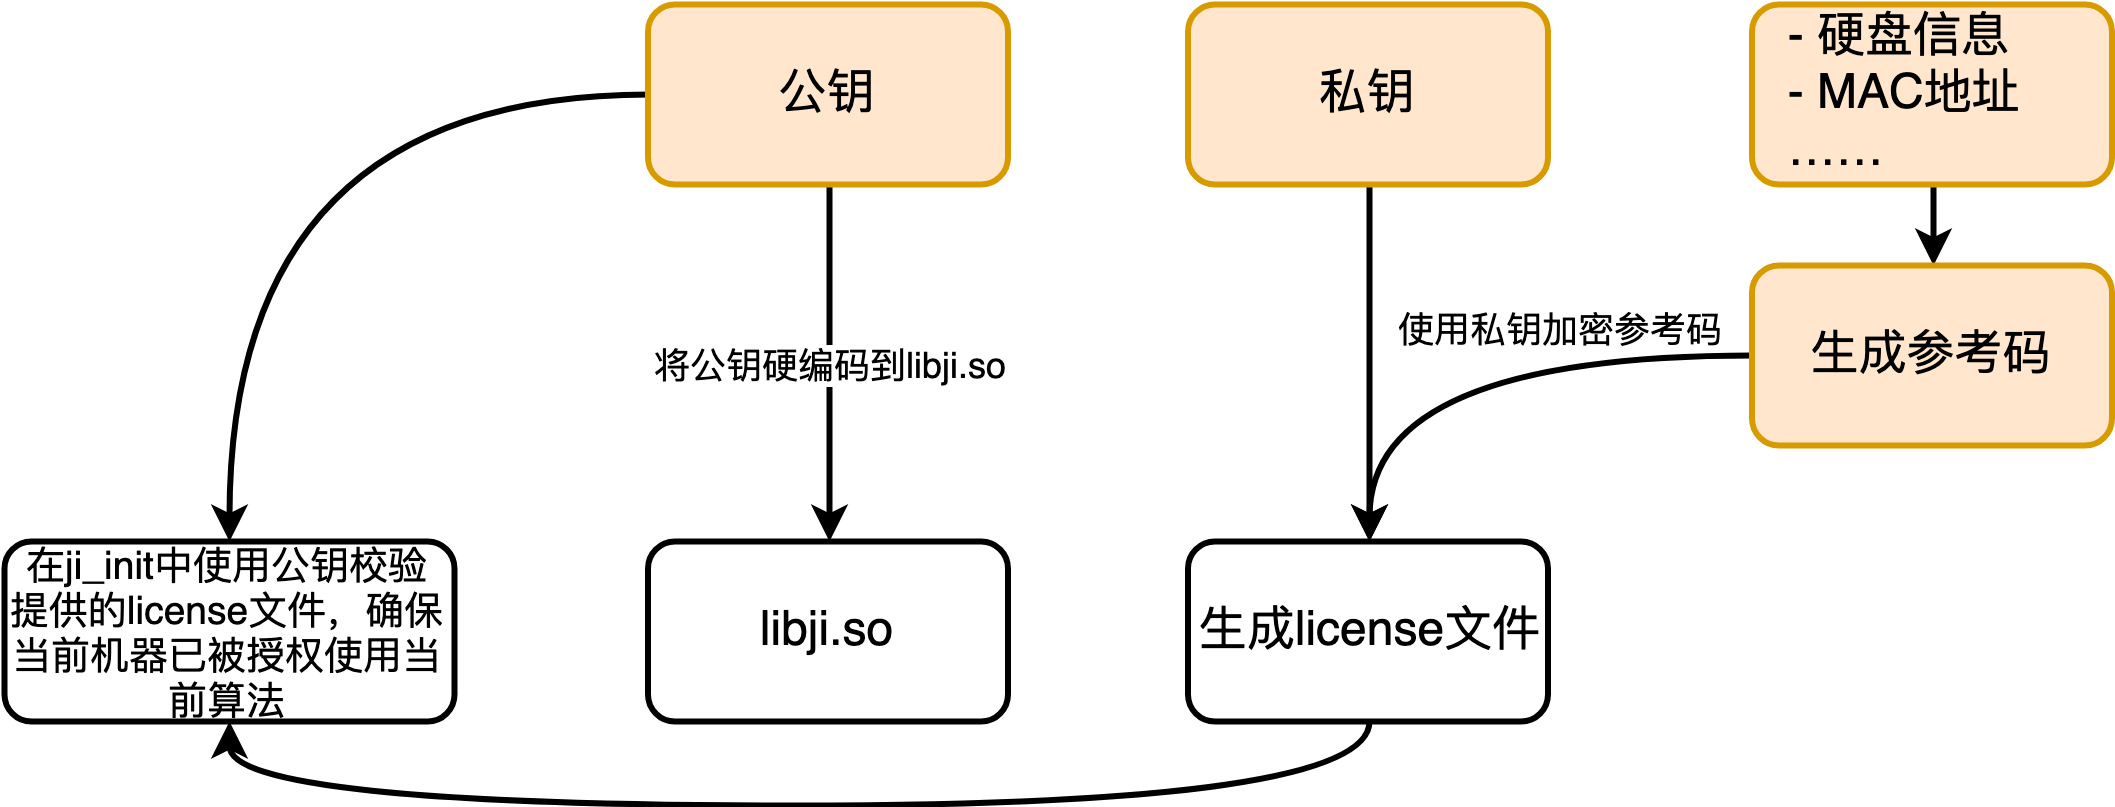 公钥
私钥
- 硬盘信息
- MAC地址
……
使用私钥加密参考码
生成参考码
将公钥硬编码到libji.so
在ji_init中使用公钥校验
提供的license文件，确保
当前机器已被授权使用当
前算法
libji.so
生成license文件